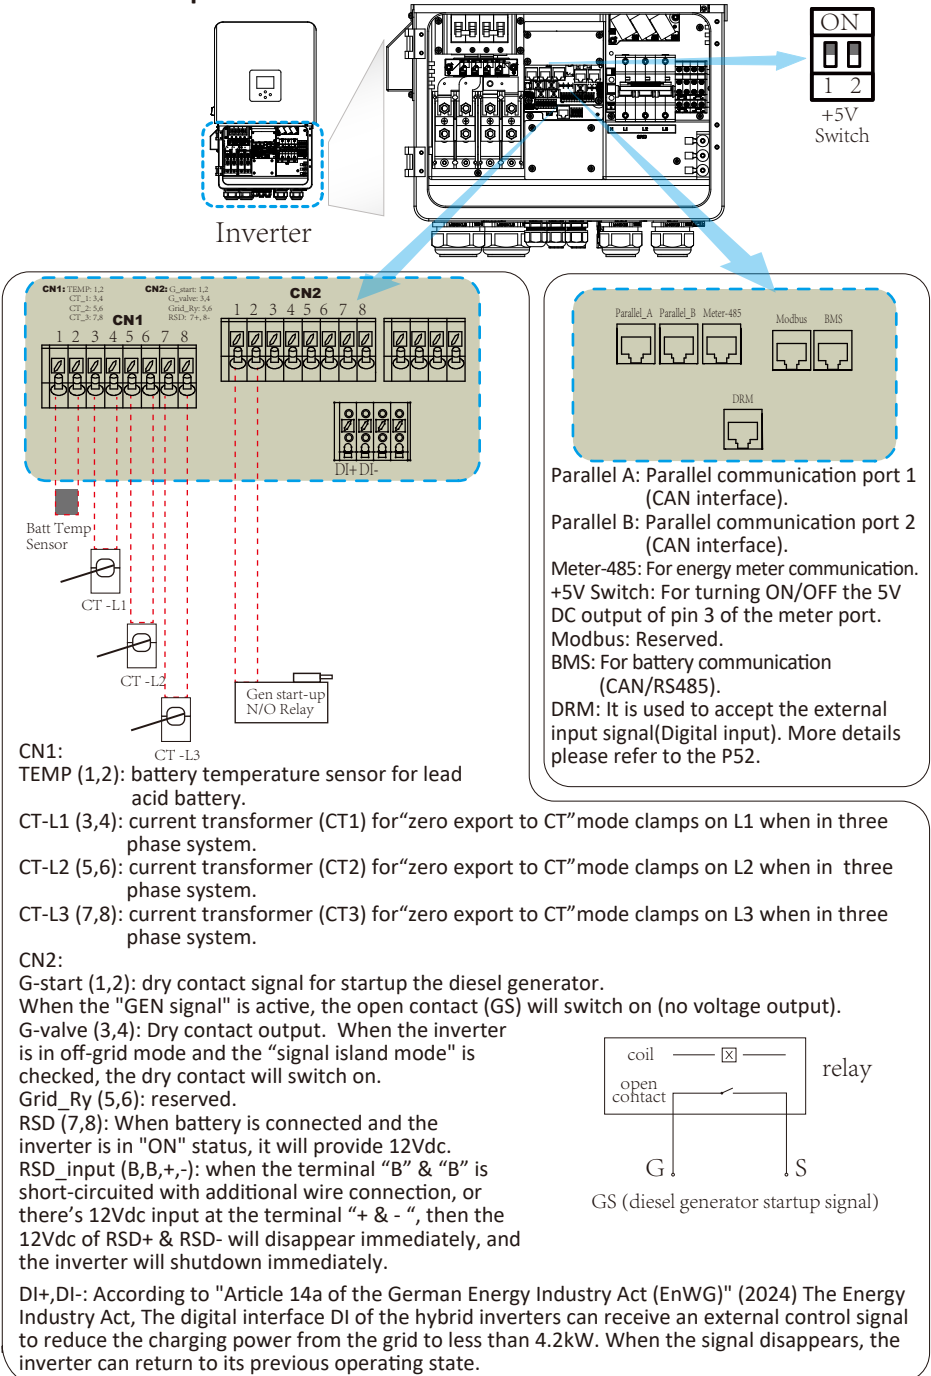 ON
1 2
+5V
Switch
Inverter
CN1: TEMP: 1,2
CT_1: 3,4
CT_2: 5,6
CT_3: 7,8
CN2: G_start: 1,2
G_valve: 3,4
Grid_Ry: 5,6
RSD: 7+, 8-
CN1
1 2 3 4 5 6 7 8
CN2
1 2 3 4 5 6 7 8
DI+ DI-
Batt Temp
Sensor
CT -L1
CT -L2
CT -L3
Gen start-up
N/O Relay
Parallel_A Parallel_B Meter-485
Modbus BMS
DRM
Parallel A: Parallel communication port 1
(CAN interface).
Parallel B: Parallel communication port 2
(CAN interface).
Meter-485: For energy meter communication.
+5V Switch: For turning ON/OFF the 5V
DC output of pin 3 of the meter port.
Modbus: Reserved.
BMS: For battery communication
(CAN/RS485).
DRM: It is used to accept the external
input signal(Digital input). More details
please refer to the P52.
CN1:
TEMP (1,2): battery temperature sensor for lead
acid battery.
CT-L1 (3,4): current transformer (CT1) for“zero export to CT”mode clamps on L1 when in three
phase system.
CT-L2 (5,6): current transformer (CT2) for“zero export to CT”mode clamps on L2 when in three
phase system.
CT-L3 (7,8): current transformer (CT3) for“zero export to CT”mode clamps on L3 when in three
phase system.
CN2:
G-start (1,2): dry contact signal for startup the diesel generator.
When the "GEN signal" is active, the open contact (GS) will switch on (no voltage output).
G-valve (3,4): Dry contact output. When the inverter
is in off-grid mode and the “signal island mode" is
checked, the dry contact will switch on.
Grid_Ry (5,6): reserved.
RSD (7,8): When battery is connected and the
inverter is in "ON" status, it will provide 12Vdc.
RSD_input (B,B,+,-): when the terminal “B” & “B” is
short-circuited with additional wire connection, or
there’s 12Vdc input at the terminal “+ & - “, then the
12Vdc of RSD+ & RSD- will disappear immediately, and
the inverter will shutdown immediately.
coil
open
contact
relay
G
S
GS (diesel generator startup signal)
DI+,DI-: According to "Article 14a of the German Energy Industry Act (EnWG)" (2024) The Energy
Industry Act, The digital interface DI of the hybrid inverters can receive an external control signal
to reduce the charging power from the grid to less than 4.2kW. When the signal disappears, the
inverter can return to its previous operating state.